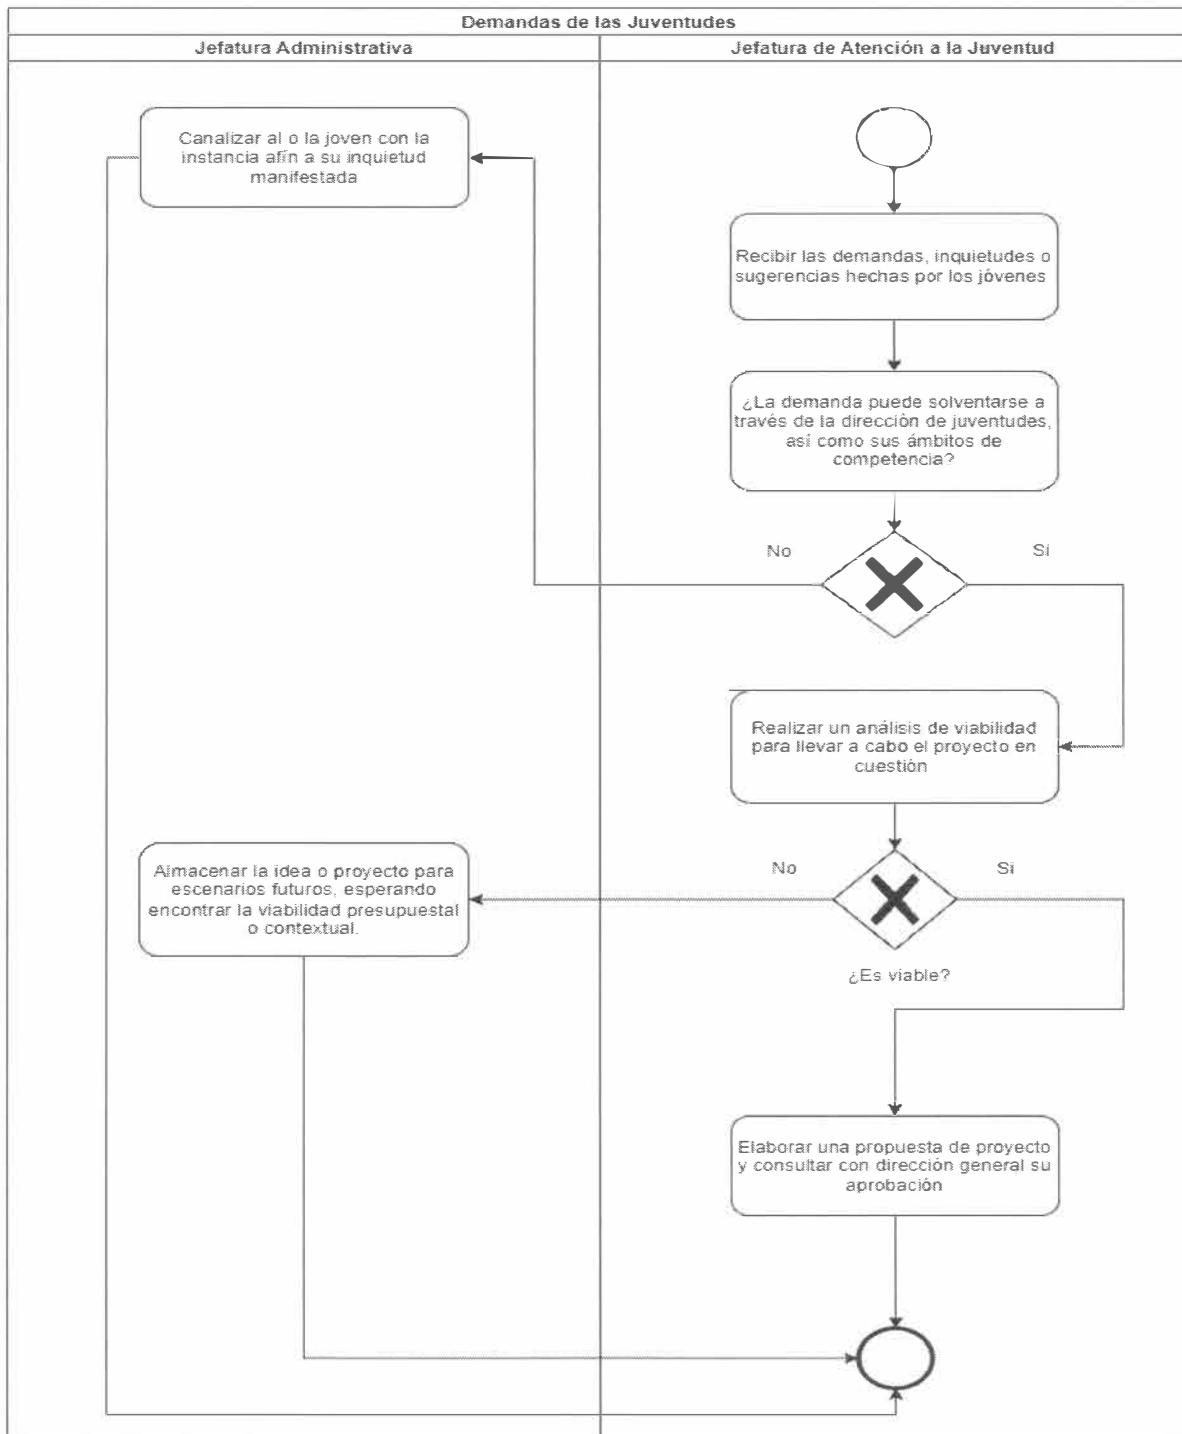 Demandas de las Juventudes
Jefatura Administrativa
Jefatura de Atención a la Juventud
Canalizar al o la joven con la
instancia afín a su inquietud
manifestada
Recibir las demandas, inquietudes o
sugerencias hechas por los jóvenes
¿La demanda puede solventarse a
través de la dirección de juventudes,
así como sus ámbitos de
competencia?
No
Si
Realizar un análisis de viabilidad
para llevar a cabo el proyecto en
cuestión
Almacenar la idea o proyecto para
escenarios futuros, esperando
encontrar la viabilidad presupuestal
o contextual.
No
Si
¿Es viable?
Elaborar una propuesta de proyecto
y consultar con dirección general su
aprobación